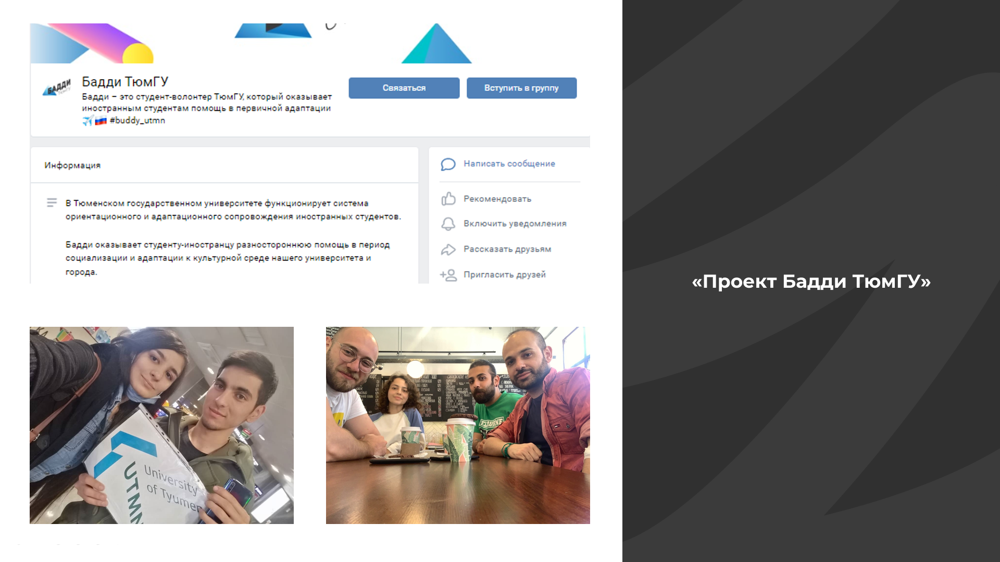 БАДДИ
ТюмГУ
Бадди ТюмГУ
Бадди – это студент-волонтер ТюмГУ, который оказывает
иностранным студентам помощь в первичной адаптации
✈️🇷🇺 #buddy_utmn
Связаться
Вступить в группу
Информация
В Тюменском государственном университете функционирует система
ориентационного и адаптационного сопровождения иностранных студентов.
Бадди оказывает студенту-иностранцу разностороннюю помощь в период
социализации и адаптации к культурной среде нашего университета и
города.
Написать сообщение
Рекомендовать
Включить уведомления
Рассказать друзьям
Пригласить друзей
«Проект Бадди ТюмГУ»
UTMN
University
of Tyumen